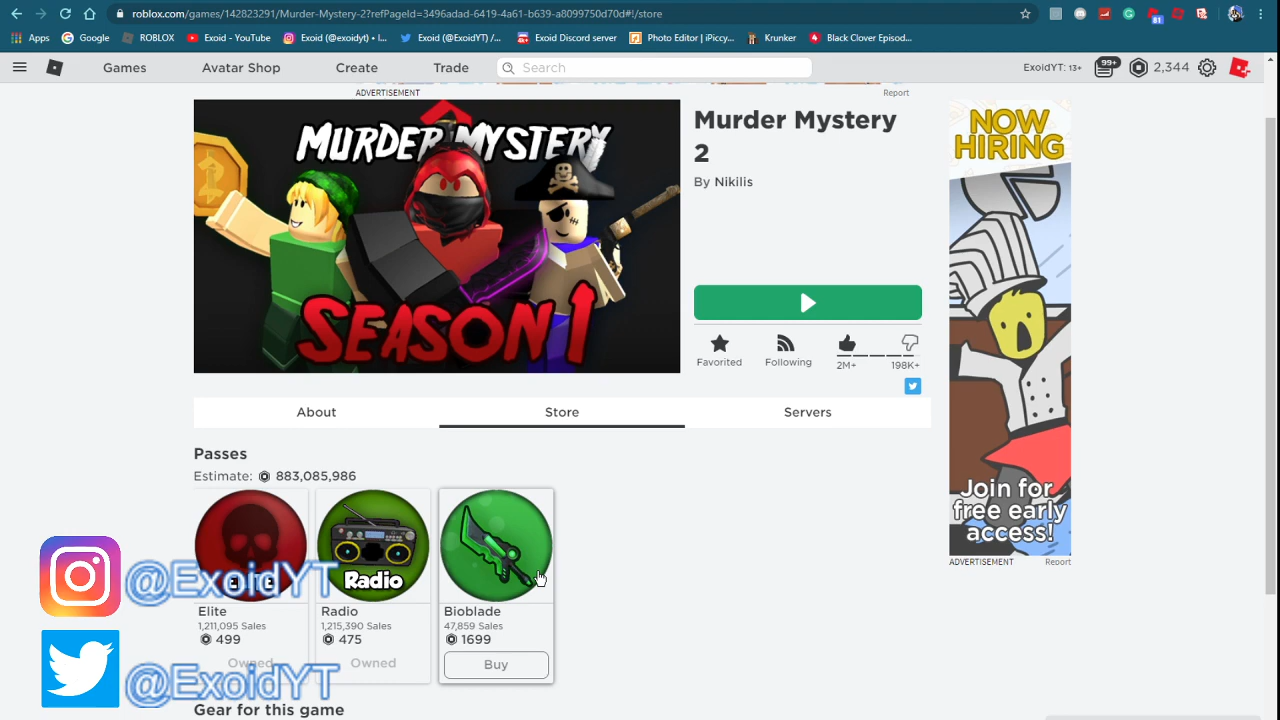 roblox.com/games/142823291/Murder-Mystery-2?refPageId=3496adad-6419-4a61-b639-a8099750d70d#!/store
81
Apps Google ROBLOX Exoid - YouTube Exoid (@exoidyt) • I... Exoid (@ExoidYT) /... Exoid Discord server Photo Editor | iPiccy... Krunker Black Clover Episod...
Games Avatar Shop Create Trade Search ExoidYT: 13+ 99+ 2,344
ADVERTISEMENT Report
MURDER MYSTERY
SEASON 1
Murder Mystery
2
By Nikilis
Favorited Following 2M+ 198K+
NOW
HIRING
Join for
free early
access!
ADVERTISEMENT Report
About Store Servers
Passes
Estimate: 883,085,986
Radio
Elite Radio Bioblade
1,211,095 Sales 1,215,390 Sales 47,859 Sales
499 475 1699
Owned Owned Buy
@ExoidYT
@ExoidYT
Gear for this game